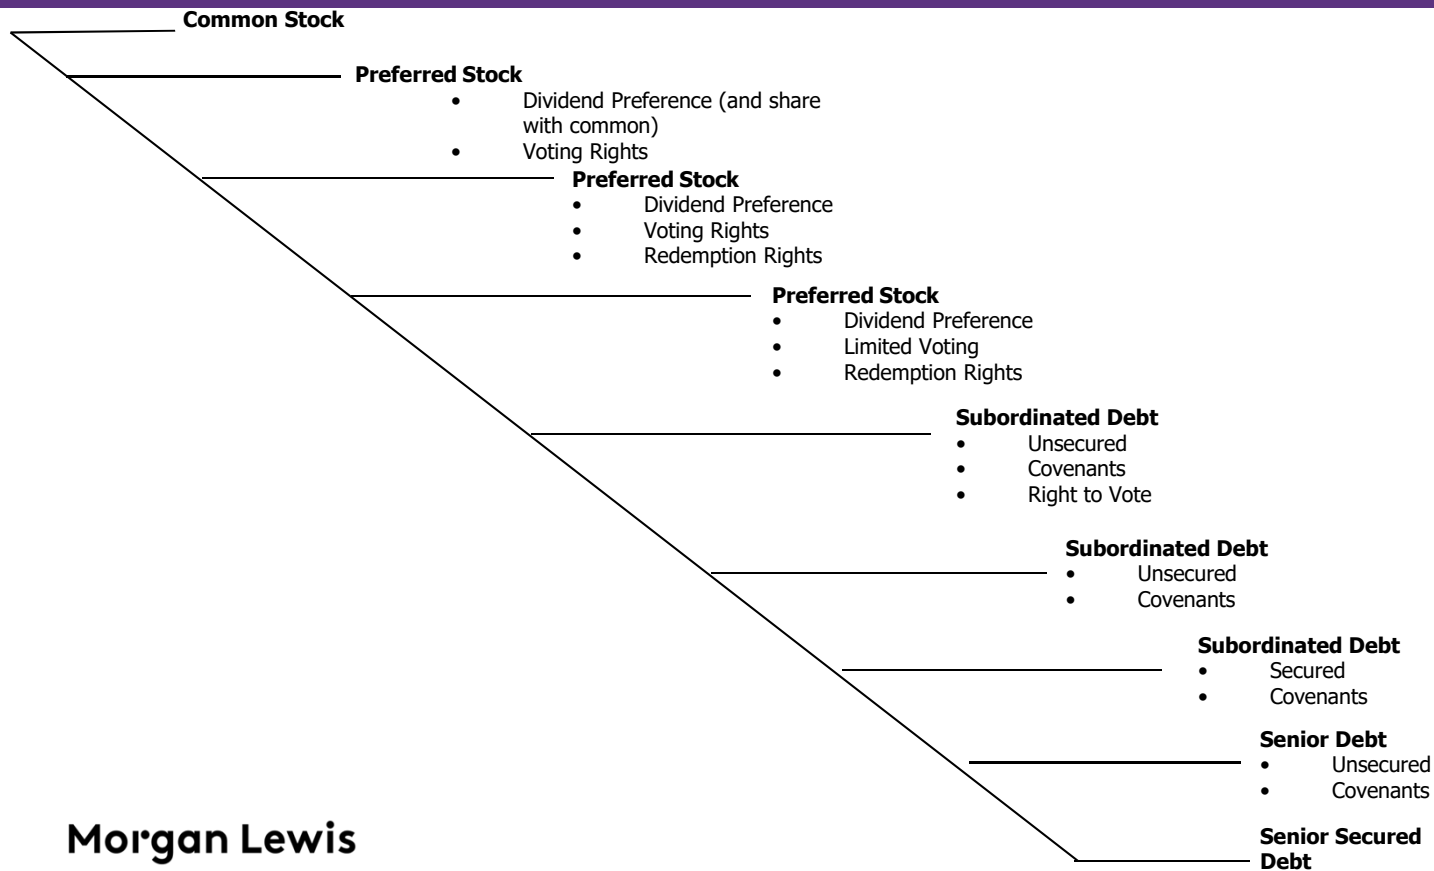 Common Stock
Preferred Stock
• Dividend Preference (and share
with common)
• Voting Rights
Preferred Stock
• Dividend Preference
• Voting Rights
• Redemption Rights
Preferred Stock
• Dividend Preference
• Limited Voting
• Redemption Rights
Subordinated Debt
• Unsecured
• Covenants
• Right to Vote
Subordinated Debt
• Unsecured
• Covenants
Subordinated Debt
• Secured
• Covenants
Senior Debt
• Unsecured
• Covenants
Senior Secured
Debt
Morgan Lewis